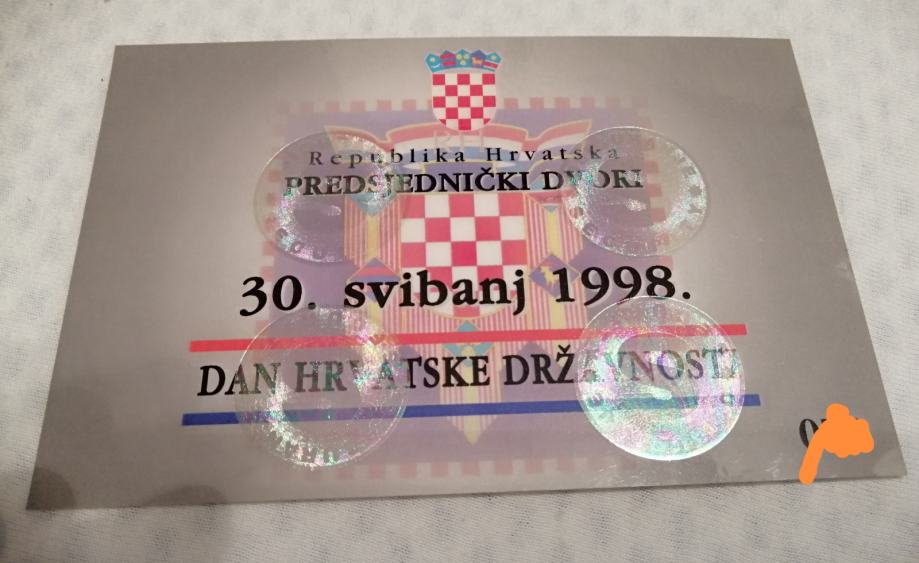 Republika Hrvatska
PREDSJEDNIČKI DVORI
30. svibanj 1998.
DAN HRVATSKE DRŽAVNOSTI